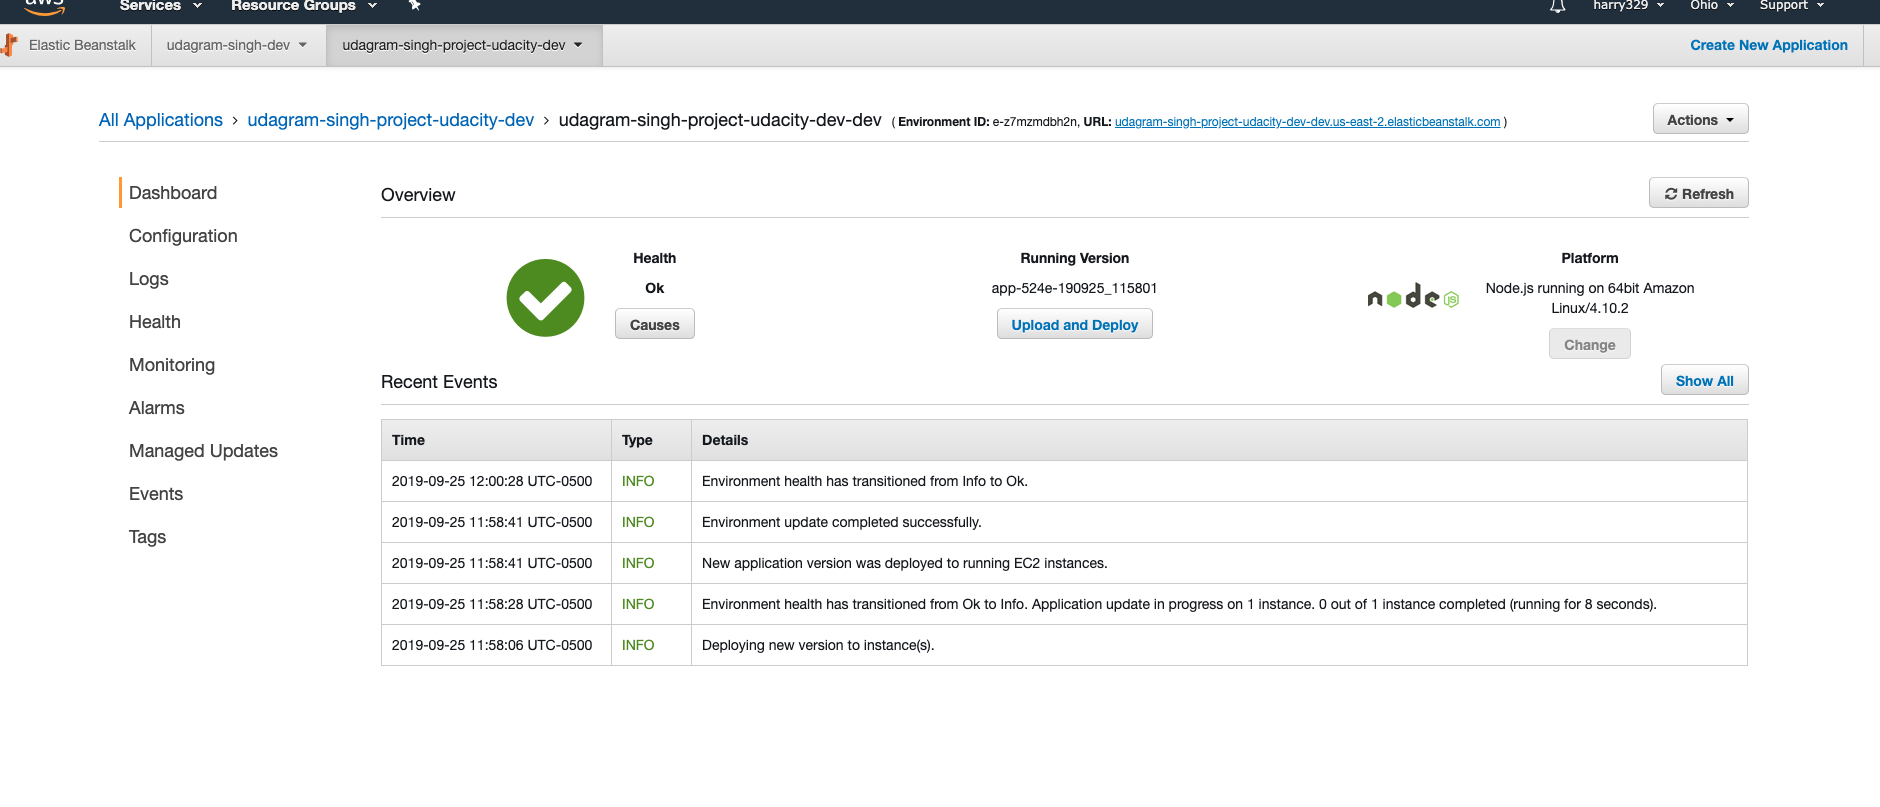 aws Services Resource Groups harry329 Ohio Support
Elastic Beanstalk udagram-singh-dev udagram-singh-project-udacity-dev Create New Application
All Applications › udagram-singh-project-udacity-dev › udagram-singh-project-udacity-dev-dev ( Environment ID: e-z7mzmdbh2n, URL: udagram-singh-project-udacity-dev-dev.us-east-2.elasticbeanstalk.com )
Actions
Dashboard
Configuration
Logs
Health
Monitoring
Alarms
Managed Updates
Events
Tags
Overview
Refresh
Health
Ok
Causes
Running Version
app-524e-190925_115801
Upload and Deploy
node JS
Platform
Node.js running on 64bit Amazon
Linux/4.10.2
Change
Recent Events
Show All
Time Type Details
2019-09-25 12:00:28 UTC-0500 INFO Environment health has transitioned from Info to Ok.
2019-09-25 11:58:41 UTC-0500 INFO Environment update completed successfully.
2019-09-25 11:58:41 UTC-0500 INFO New application version was deployed to running EC2 instances.
2019-09-25 11:58:28 UTC-0500 INFO Environment health has transitioned from Ok to Info. Application update in progress on 1 instance. 0 out of 1 instance completed (running for 8 seconds).
2019-09-25 11:58:06 UTC-0500 INFO Deploying new version to instance(s).